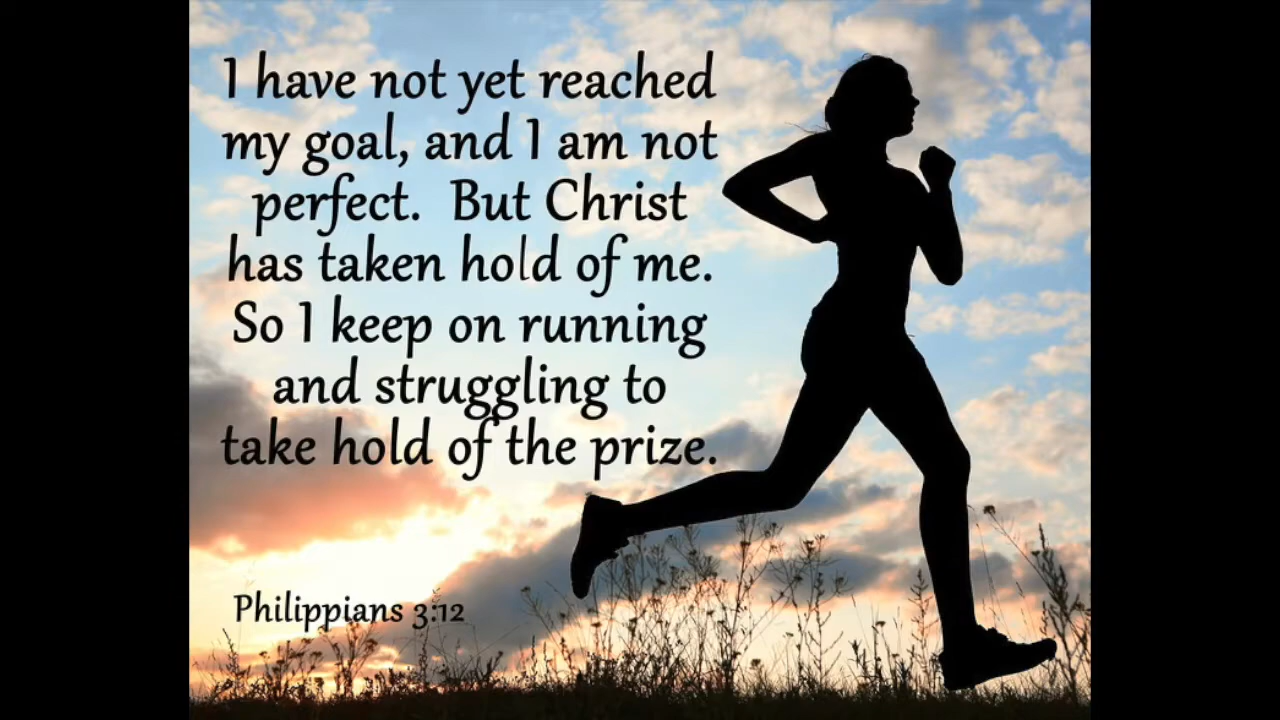 I have not yet reached
my goal, and I am not
perfect.  But Christ
has taken hold of me.
So I keep on running
and struggling to
take hold of the prize.
Philippians 3:12